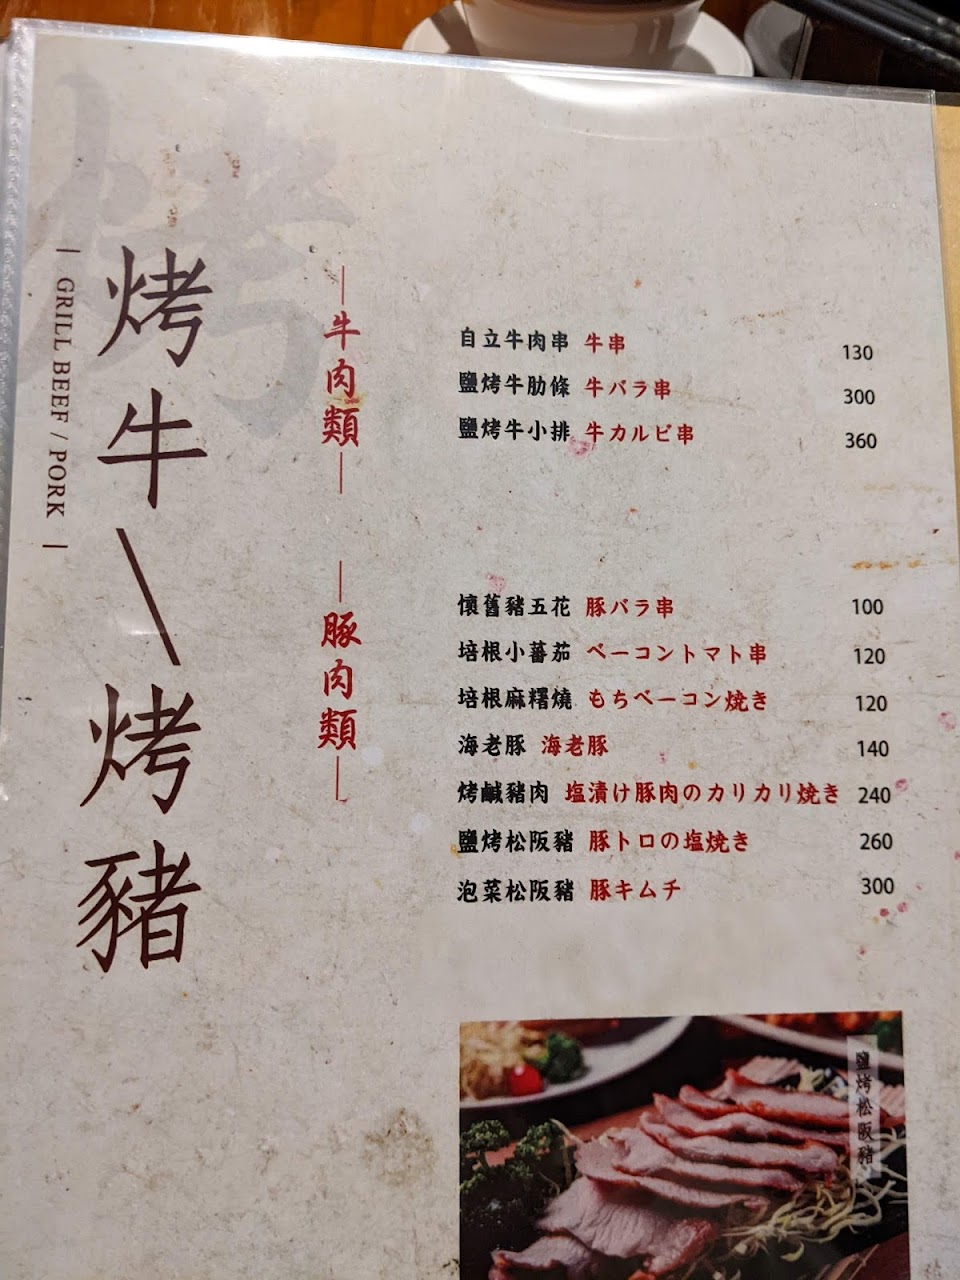 烤
烤牛\烤豬
| GRILL BEEF / PORK |
牛肉類
自立牛肉串 牛串 130
鹽烤牛肋條 牛バラ串 300
鹽烤牛小排 牛カルビ串 360
豚肉類
懷舊豬五花 豚バラ串 100
培根小蕃茄 ベーコントマト串 120
培根麻糬燒 もちベーコン焼き 120
海老豚 海老豚 140
烤鹹豬肉 塩漬け豚肉のカリカリ焼き 240
鹽烤松阪豬 豚トロの塩焼き 260
泡菜松阪豬 豚キムチ 300
鹽烤松阪豬